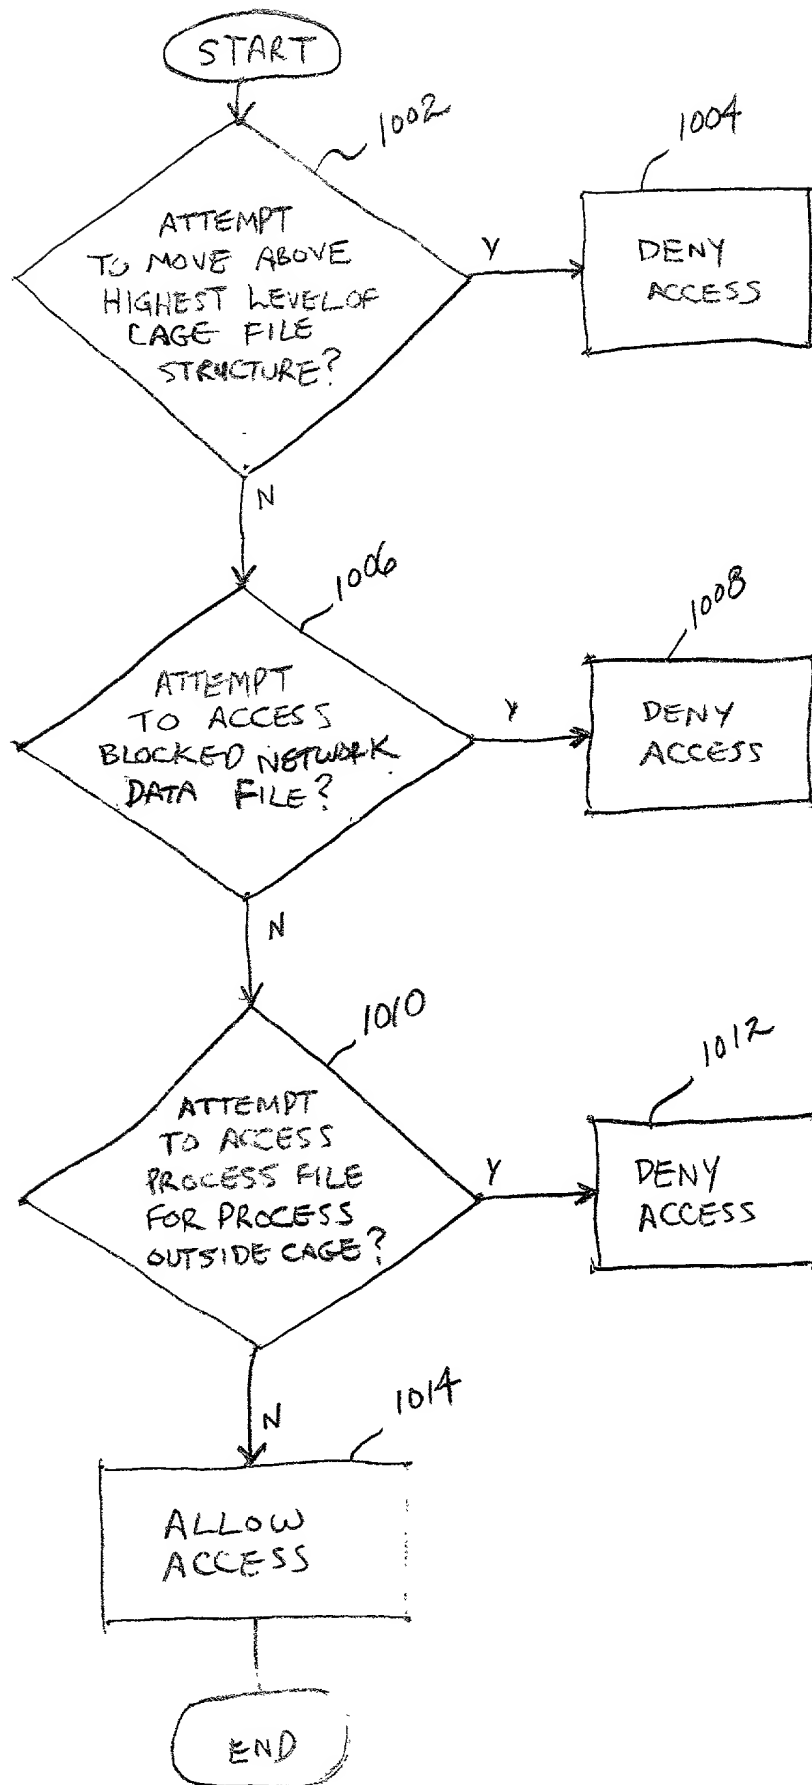 START
1002
ATTEMPT
TO MOVE ABOVE
HIGHEST LEVEL OF
CAGE FILE
STRUCTURE?
Y
1004
DENY
ACCESS
N
1006
ATTEMPT
TO ACCESS
BLOCKED NETWORK
DATA FILE?
Y
1008
DENY
ACCESS
N
1010
ATTEMPT
TO ACCESS
PROCESS FILE
FOR PROCESS
OUTSIDE CAGE?
Y
1012
DENY
ACCESS
N
1014
ALLOW
ACCESS
END